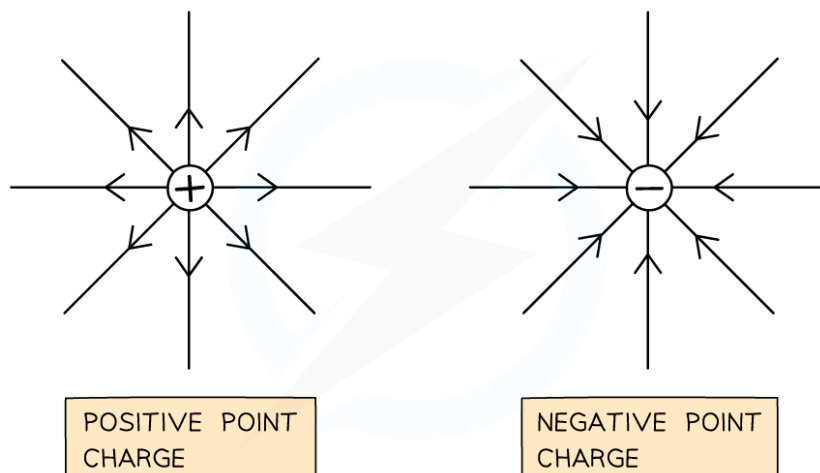 +
−
POSITIVE POINT
CHARGE
NEGATIVE POINT
CHARGE